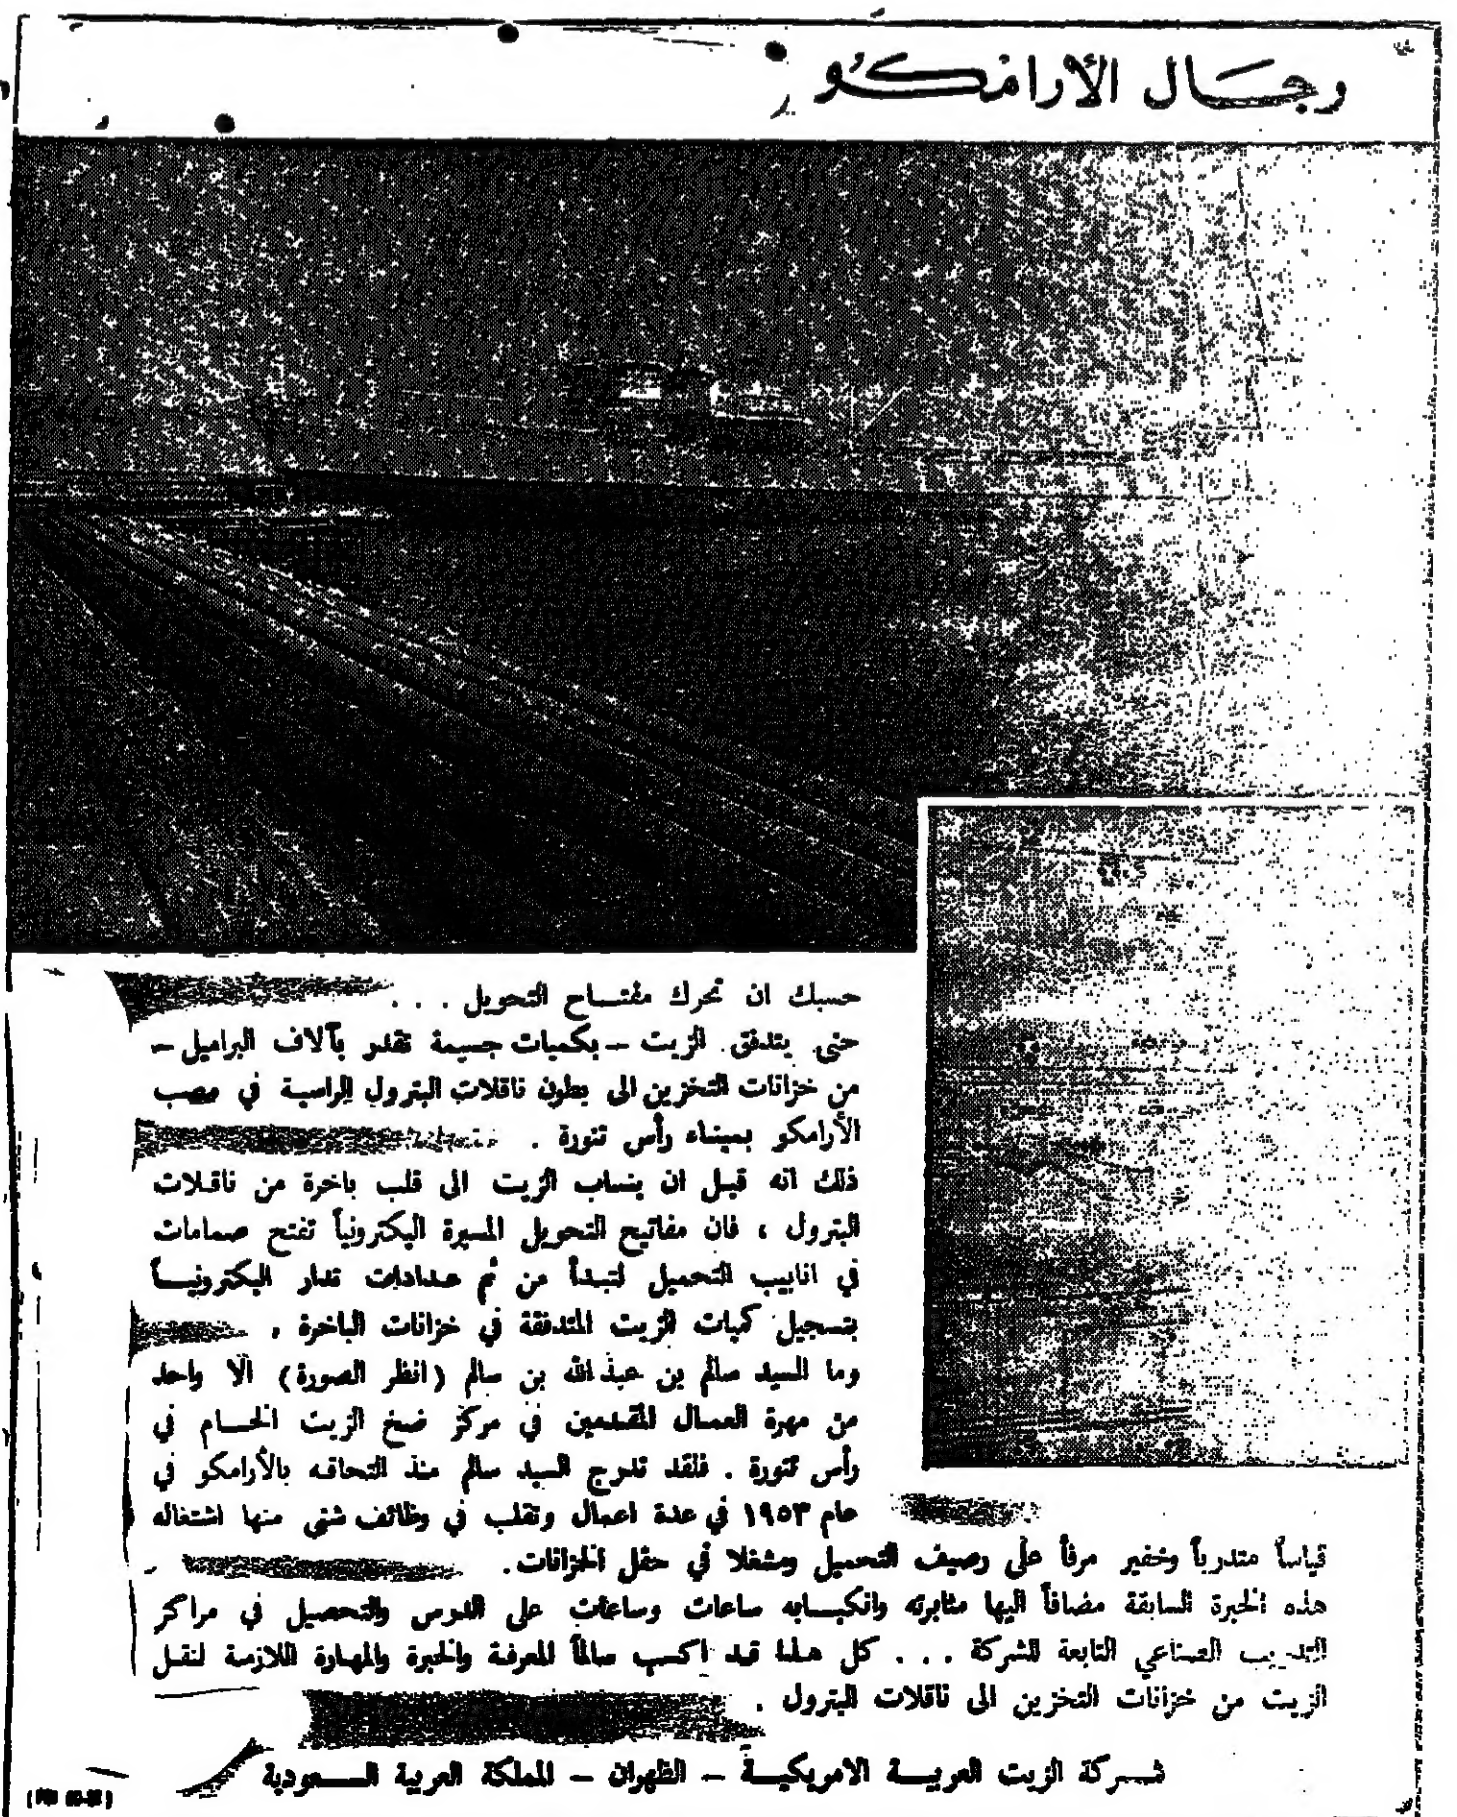 رجال الأرامكو
حسبك ان تحرك مفتاح التحويل . . .
حتى يتدفق الزيت – بكميات جسيمة تقدر بآلاف البراميل –
من خزانات التخزين الى بطون ناقلات البترول الراسية في مصب
الأرامكو بميناء رأس تنورة .
ذلك انه قبل ان ينساب الزيت الى قلب باخرة من ناقلات
البترول ، فان مفاتيح التحويل المسيرة اليكترونياً تفتح صمامات
في انابيب التحميل لتبدأ من ثم عدادات تدار اليكترونيـاً
بتسجيل كميات الزيت المتدفقة في خزانات الباخرة .
وما السيد سالم بن عبد الله بن سالم (انظر الصورة) الا واحد
من مهرة العمال المقدمين في مركز ضخ الزيت الخام في
رأس تنورة . فلقد تدرج السيد سالم منذ التحاقه بالأرامكو في
عام ١٩٥٣ في عدة اعمال وتقلب في وظائف شتى منها اشتغاله
قياساً متدرباً وخفير مرفأ على رصيف التحميل ومشغلا في حقل الخزانات .
هذه الخبرة السابقة مضافاً اليها مثابرته وانكبابه ساعات وساعات على الدرس والتحصيل في مراكز
التدريب الصناعي التابعة للشركة . . . كل هذا قد اكسب سالماً المعرفة والخبرة والمهارة اللازمة لنقل
الزيت من خزانات التخزين الى ناقلات البترول .
شركة الزيت العربية الامريكية – الظهران – المملكة العربية السعودية